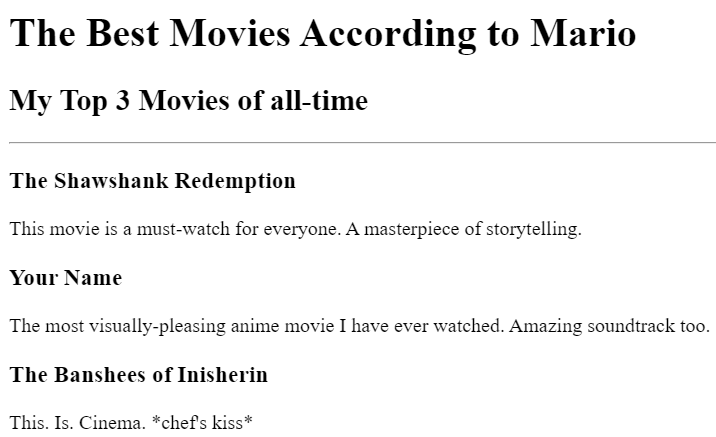 The Best Movies According to Mario
My Top 3 Movies of all-time
The Shawshank Redemption
This movie is a must-watch for everyone. A masterpiece of storytelling.
Your Name
The most visually-pleasing anime movie I have ever watched. Amazing soundtrack too.
The Banshees of Inisherin
This. Is. Cinema. *chef's kiss*